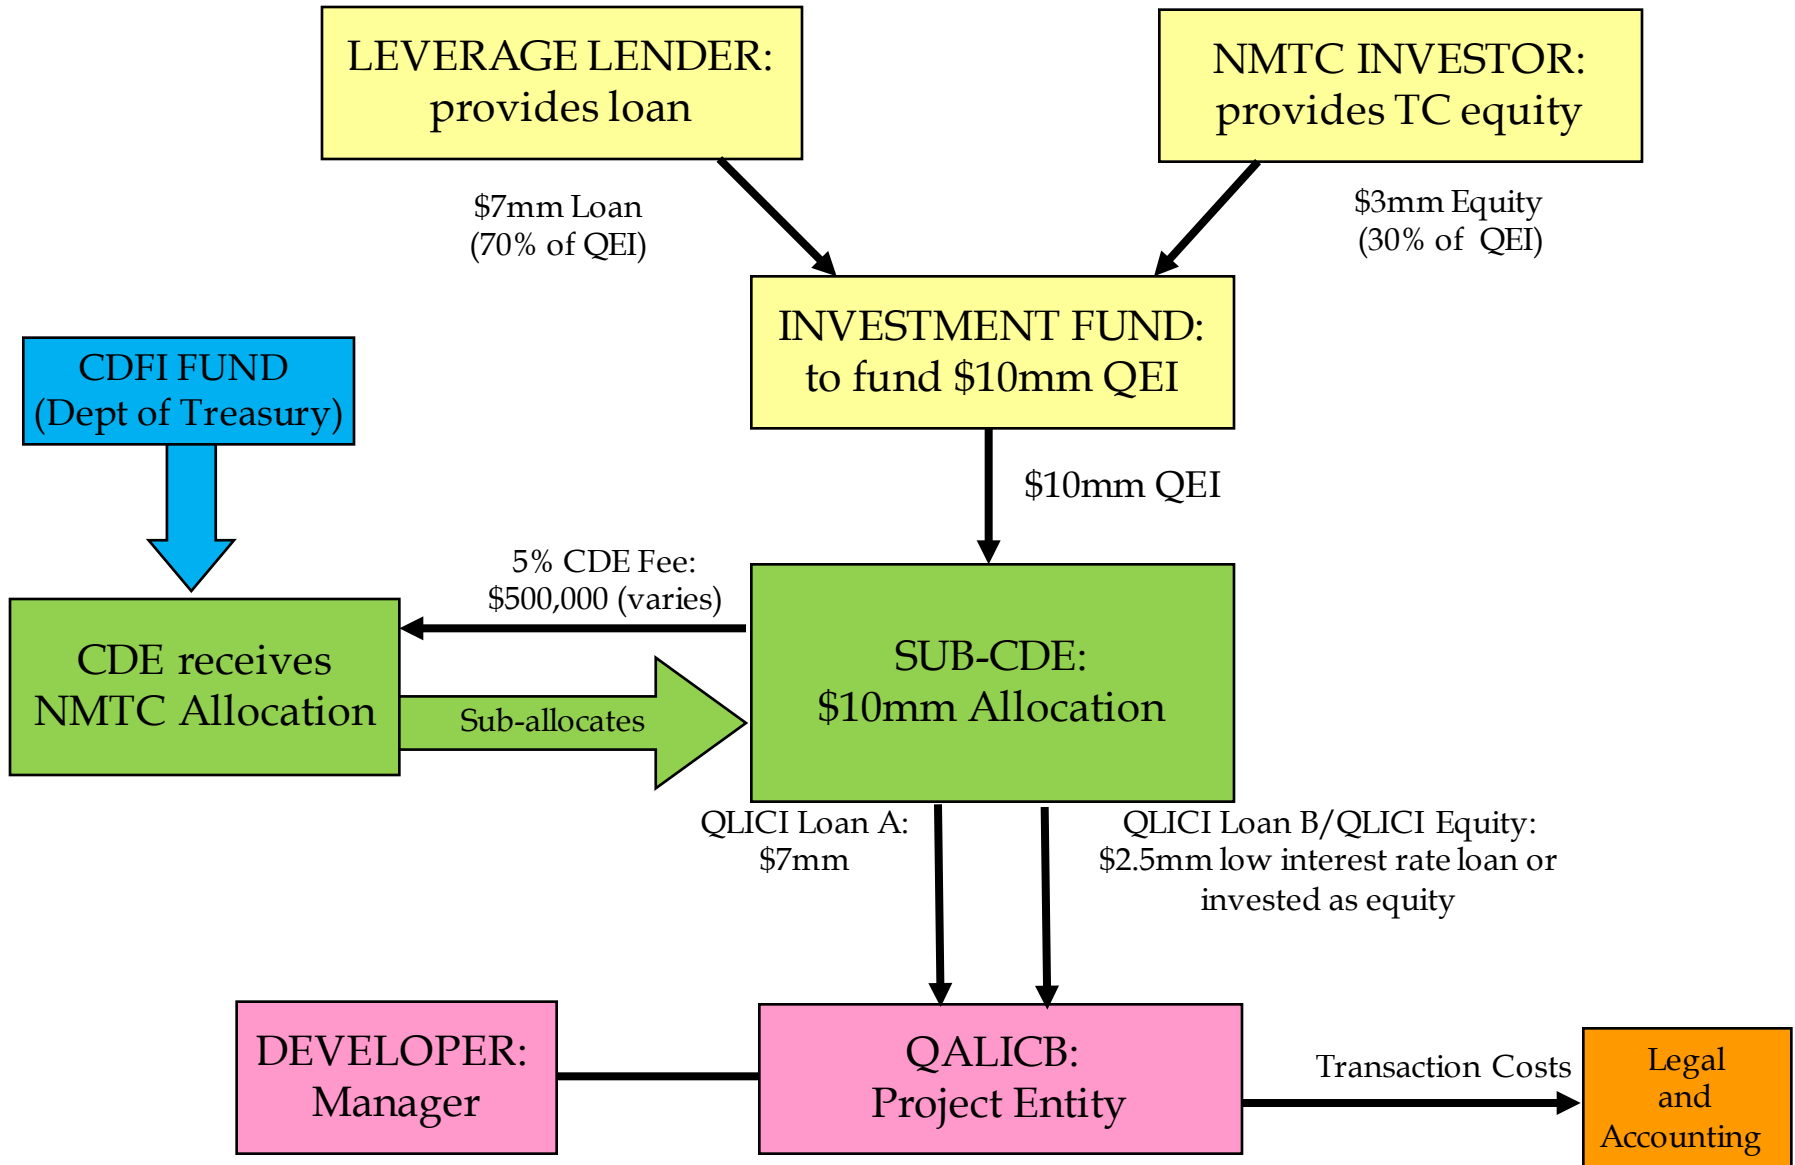 LEVERAGE LENDER:
provides loan
NMTC INVESTOR:
provides TC equity
$7mm Loan
(70% of QEI)
$3mm Equity
(30% of QEI)
INVESTMENT FUND:
to fund $10mm QEI
CDFI FUND
(Dept of Treasury)
$10mm QEI
5% CDE Fee:
$500,000 (varies)
CDE receives
NMTC Allocation
Sub-allocates
SUB-CDE:
$10mm Allocation
QLICI Loan A:
$7mm
QLICI Loan B/QLICI Equity:
$2.5mm low interest rate loan or
invested as equity
DEVELOPER:
Manager
QALICB:
Project Entity
Transaction Costs
Legal
and
Accounting